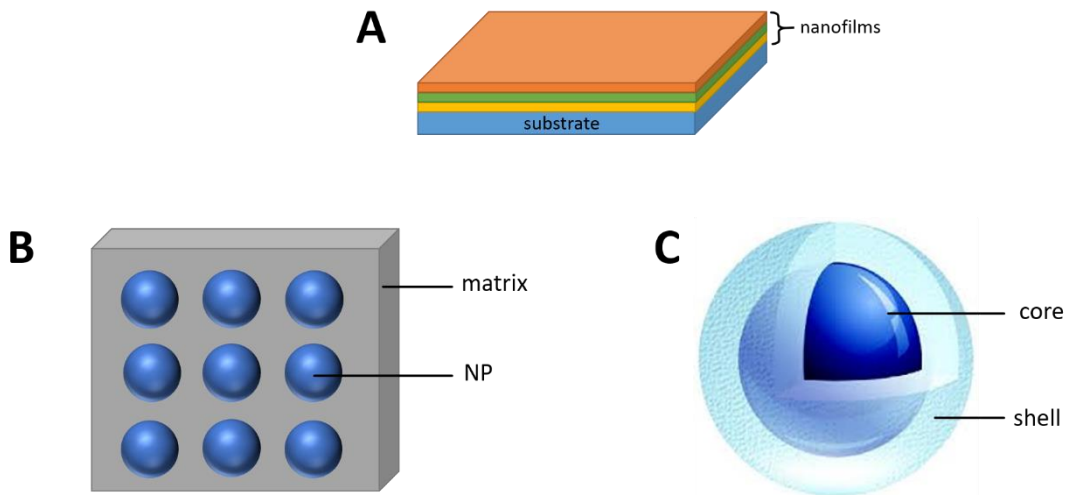 A
nanofilms
substrate
B
matrix
NP
C
core
shell